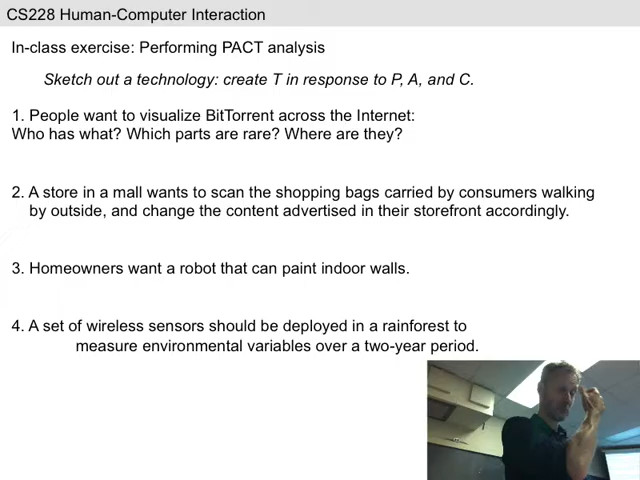 CS228 Human-Computer Interaction
In-class exercise: Performing PACT analysis
Sketch out a technology: create T in response to P, A, and C.
1. People want to visualize BitTorrent across the Internet:
Who has what? Which parts are rare? Where are they?
2. A store in a mall wants to scan the shopping bags carried by consumers walking
by outside, and change the content advertised in their storefront accordingly.
3. Homeowners want a robot that can paint indoor walls.
4. A set of wireless sensors should be deployed in a rainforest to
measure environmental variables over a two-year period.